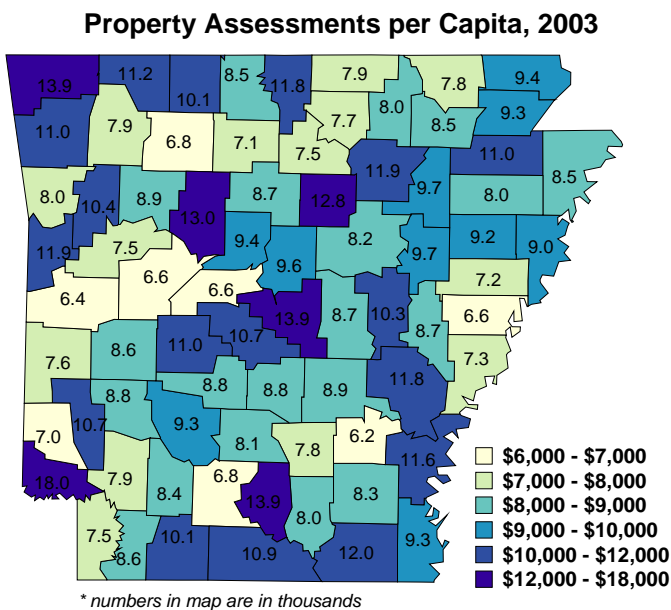 Property Assessments per Capita, 2003
13.9 11.2 10.1 8.5 11.8 7.9 7.8 9.4
11.0 7.9 6.8 7.1 7.5 7.7 8.0 8.5 9.3
8.0 10.4 8.9 13.0 8.7 12.8 11.9 9.7 11.0 8.0 8.5
11.9 7.5 9.4 9.6 8.2 9.7 9.2 9.0
6.4 6.6 6.6 13.9 8.7 10.3 8.7 7.2 6.6
7.6 8.6 11.0 10.7 7.3
8.8 8.8 8.8 8.9 11.8
7.0 10.7 9.3 8.1 7.8 6.2 11.6
18.0 7.9 8.4 6.8 13.9 8.0 8.3
7.5 8.6 10.1 10.9 12.0 9.3
$6,000 - $7,000
$7,000 - $8,000
$8,000 - $9,000
$9,000 - $10,000
$10,000 - $12,000
$12,000 - $18,000
* numbers in map are in thousands